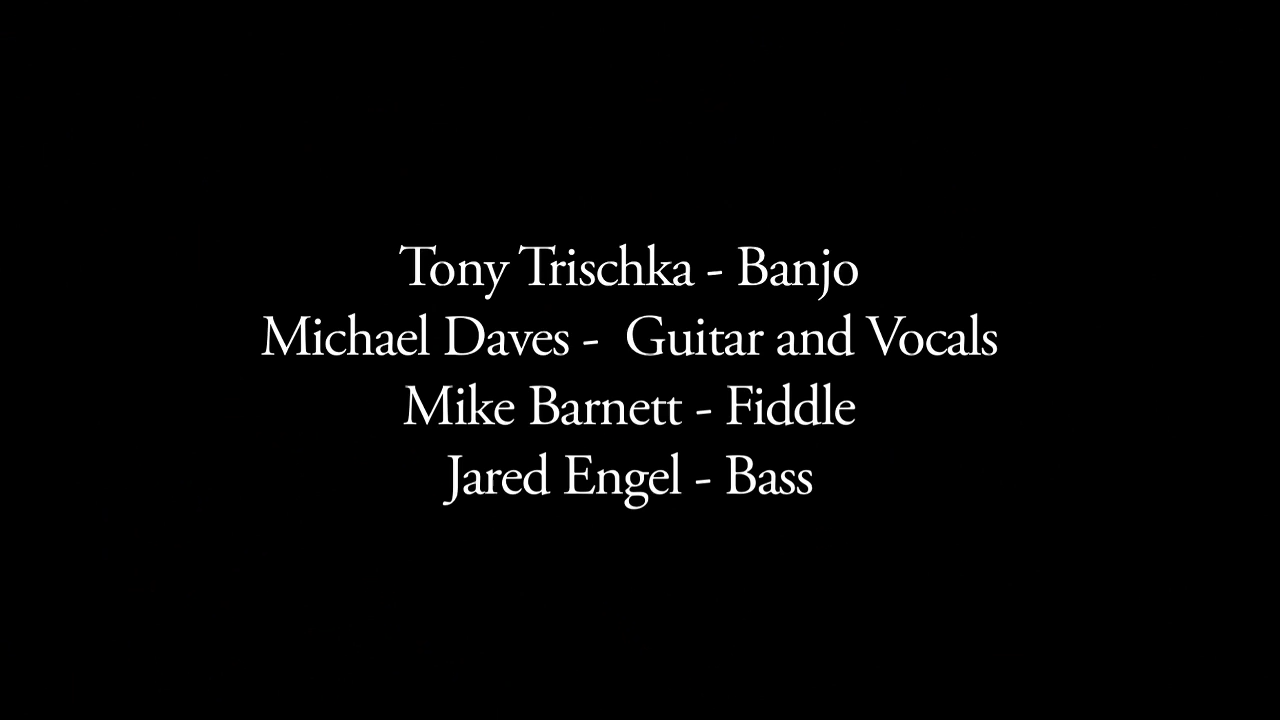 Tony Trischka - Banjo
Michael Daves -  Guitar and Vocals
Mike Barnett - Fiddle
Jared Engel - Bass